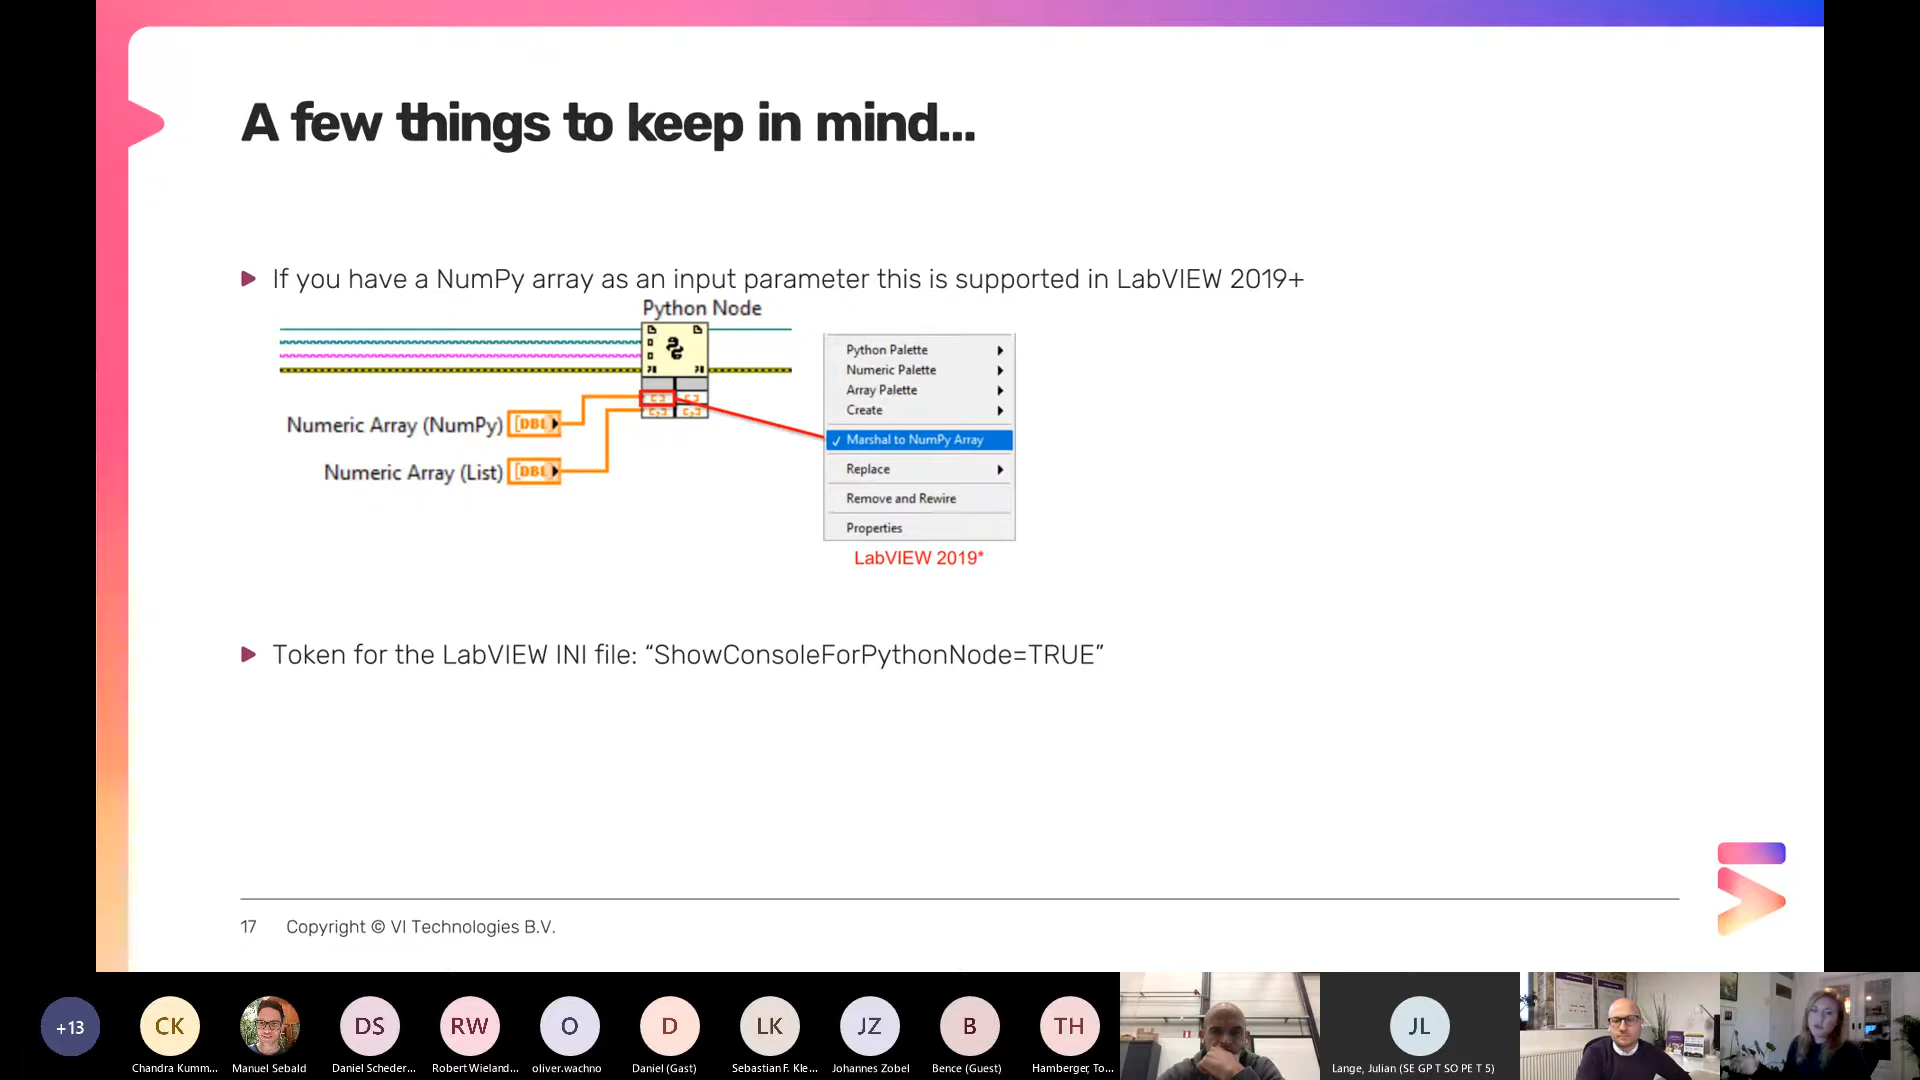 A few things to keep in mind...
If you have a NumPy array as an input parameter this is supported in LabVIEW 2019+
Python Node
Numeric Array (NumPy)
[DBL]
Numeric Array (List)
[DBL]
Python Palette
Numeric Palette
Array Palette
Create
✓ Marshal to NumPy Array
Replace
Remove and Rewire
Properties
LabVIEW 2019*
Token for the LabVIEW INI file: “ShowConsoleForPythonNode=TRUE”
17 Copyright © VI Technologies B.V.
+13
CK
DS
RW
O
D
LK
JZ
B
TH
JL
Chandra Kumm...
Manuel Sebald
Daniel Scheder...
Robert Wieland...
oliver.wachno
Daniel (Gast)
Sebastian F. Kle...
Johannes Zobel
Bence (Guest)
Hamberger, To...
Lange, Julian (SE GP T SO PE T 5)